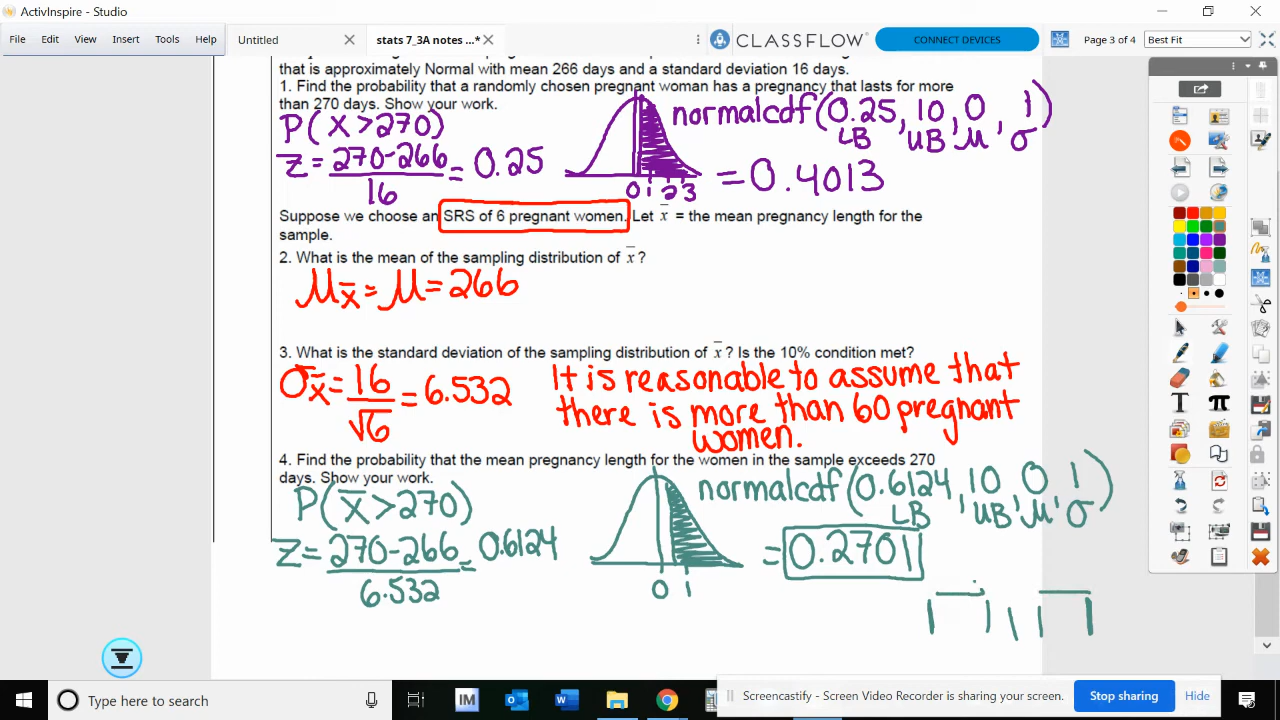 ActivInspire - Studio
File Edit View Insert Tools Help
Untitled
stats 7_3A notes ...*
CLASSFLOW
CONNECT DEVICES
Page 3 of 4
Best Fit
that is approximately Normal with mean 266 days and a standard deviation 16 days.
1. Find the probability that a randomly chosen pregnant woman has a pregnancy that lasts for more
than 270 days. Show your work.
P(X>270)
z = 270-266 / 16 = 0.25
0 1 2 3
normalcdf(0.25, 10, 0, 1)
LB UB μ σ
= 0.4013
Suppose we choose an SRS of 6 pregnant women. Let x̄ = the mean pregnancy length for the
sample.
2. What is the mean of the sampling distribution of x̄?
μx̄ = μ = 266
3. What is the standard deviation of the sampling distribution of x̄? Is the 10% condition met?
σx̄ = 16 / √6 = 6.532
It is reasonable to assume that
there is more than 60 pregnant
women.
4. Find the probability that the mean pregnancy length for the women in the sample exceeds 270
days. Show your work.
P(x̄>270)
z = 270-266 / 6.532 = 0.6124
0 1
normalcdf(0.6124, 10, 0, 1)
LB UB μ σ
= 0.2701
Type here to search
IM
Screencastify - Screen Video Recorder is sharing your screen.
Stop sharing
Hide